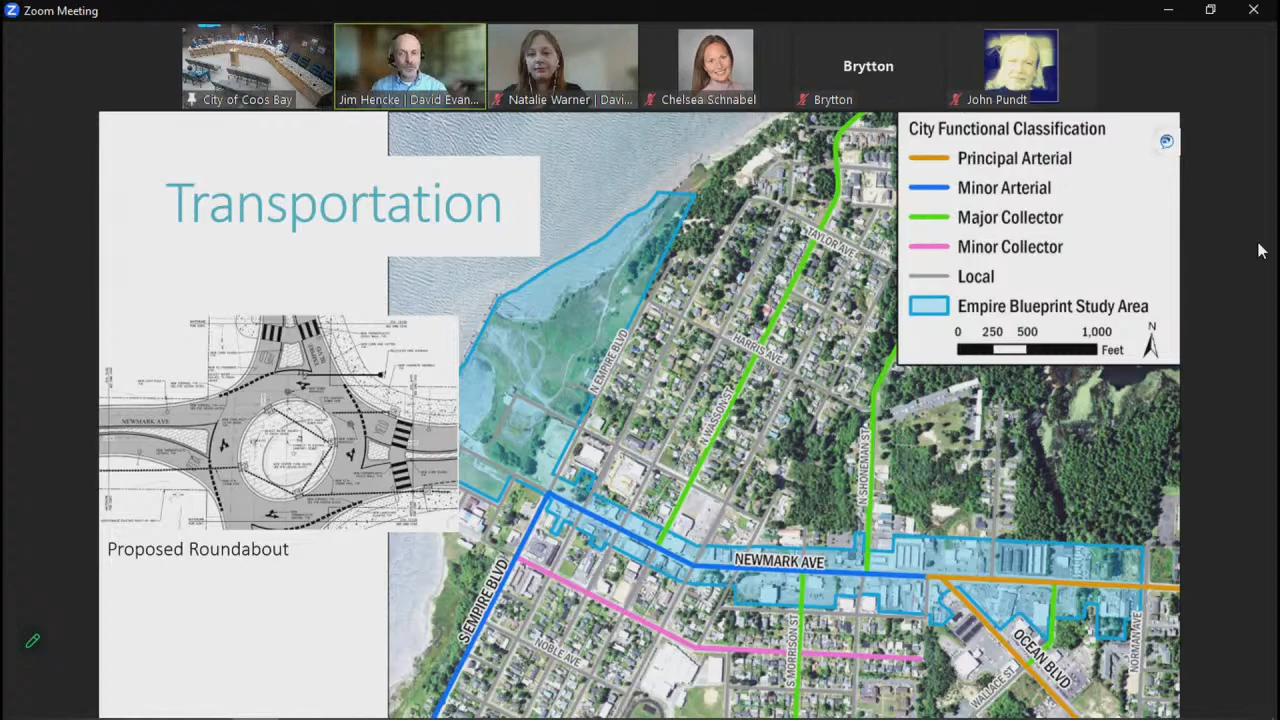 Zoom Meeting
City of Coos Bay
Jim Hencke | David Evan...
Natalie Warner | Davi...
Chelsea Schnabel
Brytton
Brytton
John Pundt
Transportation
City Functional Classification
Principal Arterial
Minor Arterial
Major Collector
Minor Collector
Local
Empire Blueprint Study Area
0 250 500 1,000
Feet
N
TAYLOR AVE
HARRIS AVE
N EMPIRE BLVD
N WASSON ST
N SHONEMAN ST
NEWMARK AVE
NEWMARK AVE
Proposed Roundabout
S EMPIRE BLVD
NOBLE AVE
S MORRISON ST
OCEAN BLVD
WALLACE ST
NORMAN AVE